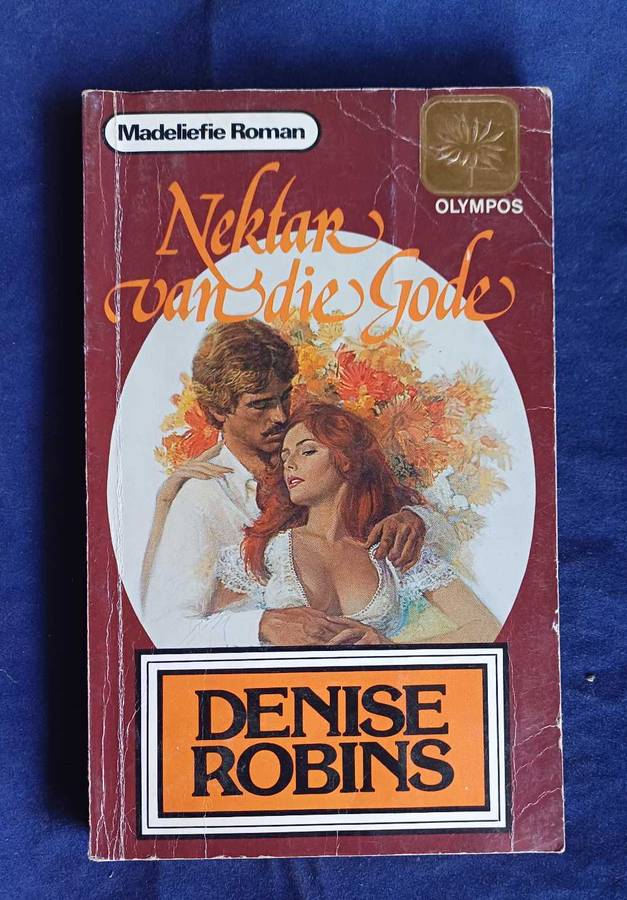 Madeliefie Roman
OLYMPOS
Nektar
van die Gode
DENISE
ROBINS